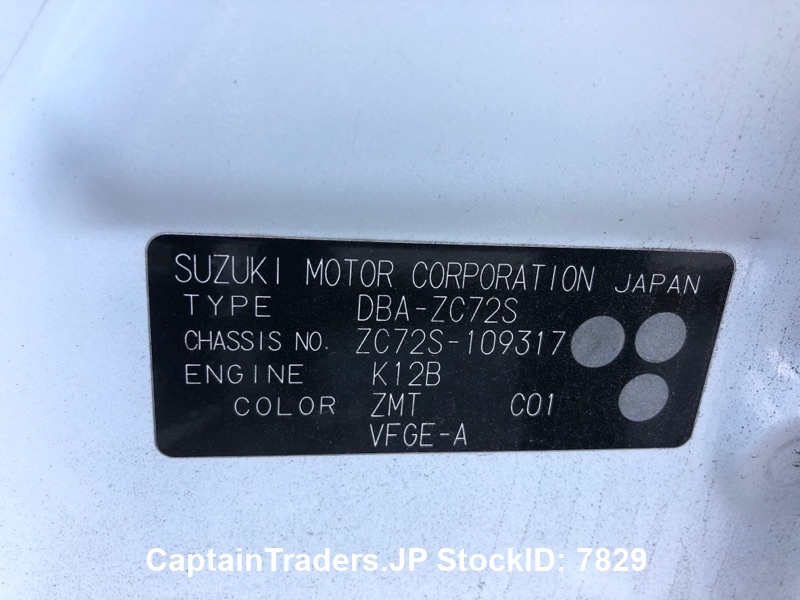 SUZUKI MOTOR CORPORATION JAPAN
TYPE DBA-ZC72S
CHASSIS NO. ZC72S-109317
ENGINE K12B
COLOR ZMT C01
VFGE-A
CaptainTraders.JP StockID: 7829